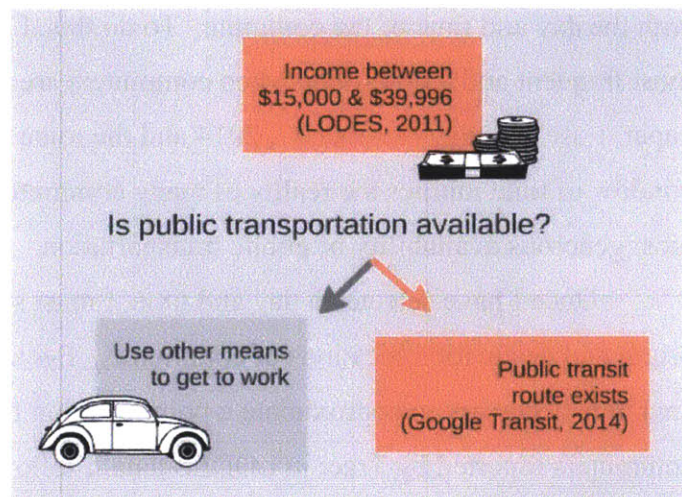 Income between
$15,000 & $39,996
(LODES, 2011)
Is public transportation available?
Use other means
to get to work
Public transit
route exists
(Google Transit, 2014)